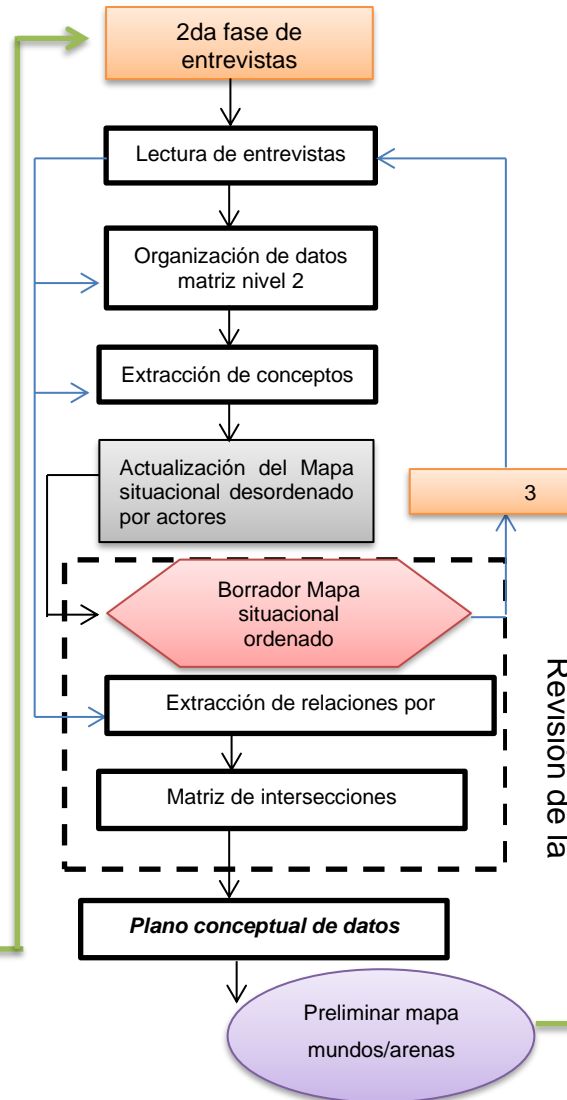 2da fase de
entrevistas
Lectura de entrevistas
Organización de datos
matriz nivel 2
Extracción de conceptos
Actualización del Mapa
situacional desordenado
por actores
3
Borrador Mapa
situacional
ordenado
Extracción de relaciones por
Matriz de intersecciones
Revisión de la
Plano conceptual de datos
Preliminar mapa
mundos/arenas